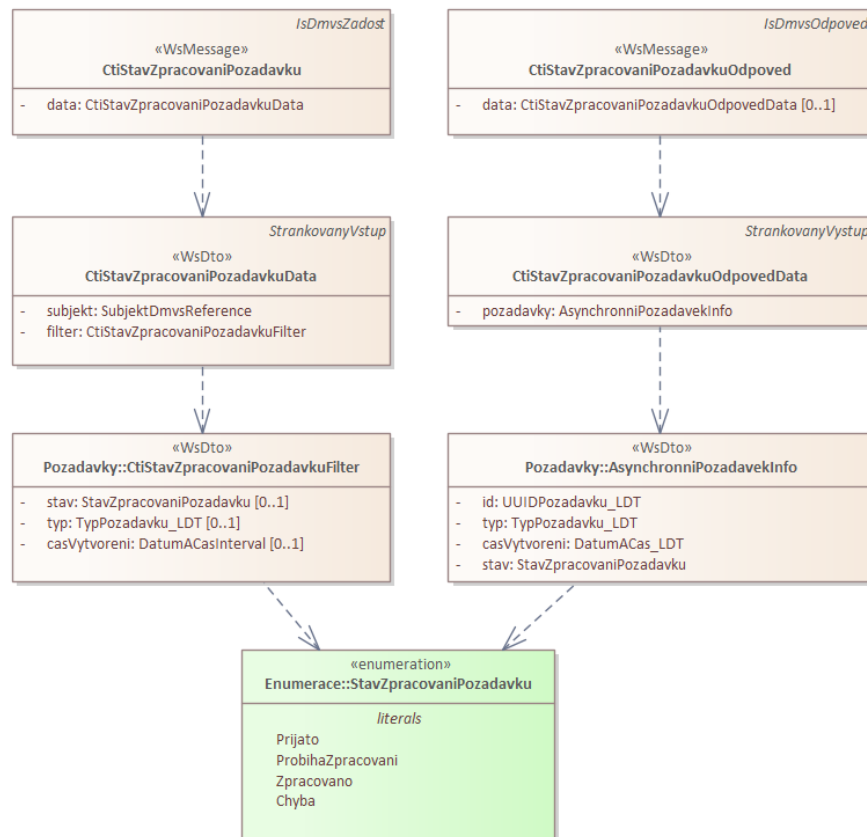 IsDmvsZadost
«WsMessage»
CtiStavZpracovaniPozadavku
- data: CtiStavZpracovaniPozadavkuData
IsDmvsOdpoved
«WsMessage»
CtiStavZpracovaniPozadavkuOdpoved
- data: CtiStavZpracovaniPozadavkuOdpovedData [0..1]
StrankovanyVstup
«WsDto»
CtiStavZpracovaniPozadavkuData
- subjekt: SubjektDmvsReference
- filter: CtiStavZpracovaniPozadavkuFilter
StrankovanyVystup
«WsDto»
CtiStavZpracovaniPozadavkuOdpovedData
- pozadavky: AsynchronniPozadavekInfo
«WsDto»
Pozadavky::CtiStavZpracovaniPozadavkuFilter
- stav: StavZpracovaniPozadavku [0..1]
- typ: TypPozadavku_LDT [0..1]
- casVytvoreni: DatumACasInterval [0..1]
«WsDto»
Pozadavky::AsynchronniPozadavekInfo
- id: UUIDPozadavku_LDT
- typ: TypPozadavku_LDT
- casVytvoreni: DatumACas_LDT
- stav: StavZpracovaniPozadavku
«enumeration»
Enumerace::StavZpracovaniPozadavku
literals
Prijato
ProbihaZpracovani
Zpracovano
Chyba